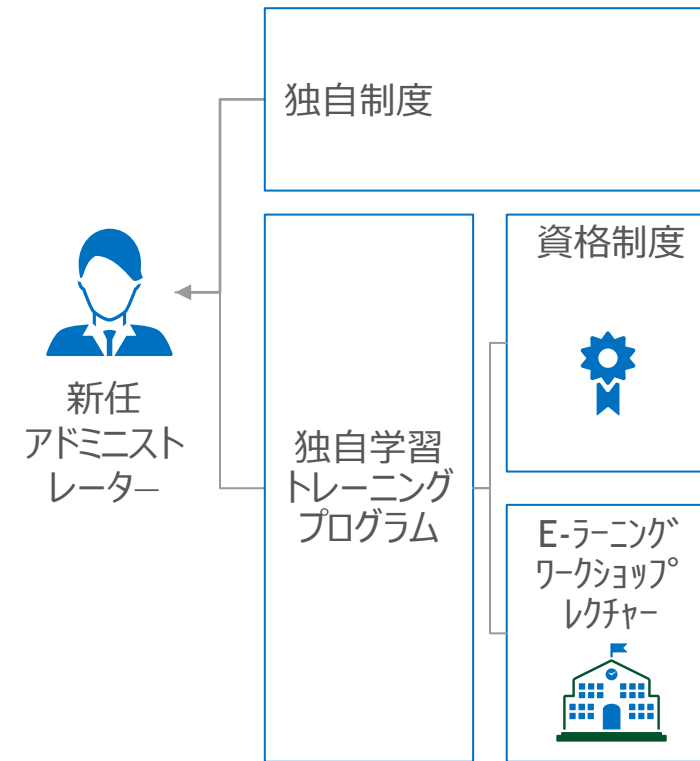 独自制度
新任
アドミニスト
レーター
独自学習
トレーニング
プログラム
資格制度
E-ﾗｰﾆﾝｸﾞ
ﾜｰｸｼｮｯﾌﾟ
ﾚｸﾁｬｰ